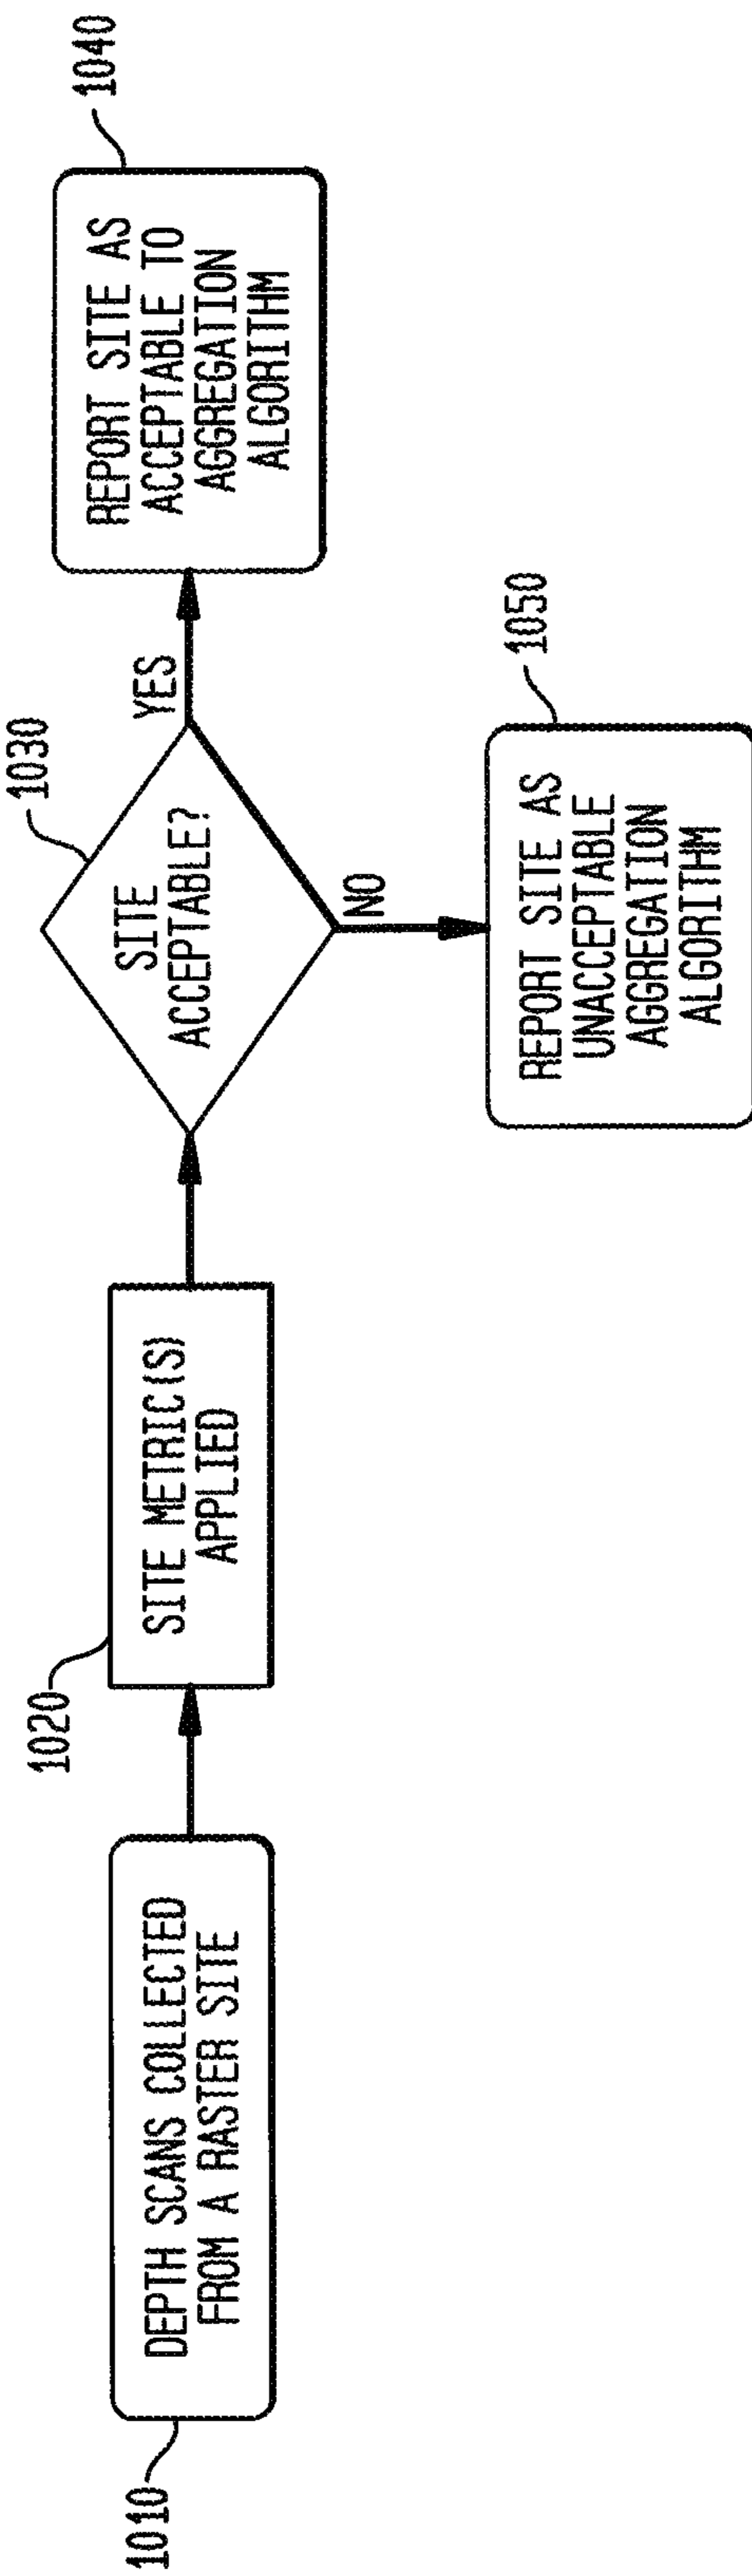 1010
DEPTH SCANS COLLECTED
FROM A RASTER SITE
1020
SITE METRIC(S)
APPLIED
1030
SITE
ACCEPTABLE?
YES
1040
REPORT SITE AS
ACCEPTABLE TO
AGGREGATION
ALGORITHM
NO
1050
REPORT SITE AS
UNACCEPTABLE
AGGREGATION
ALGORITHM